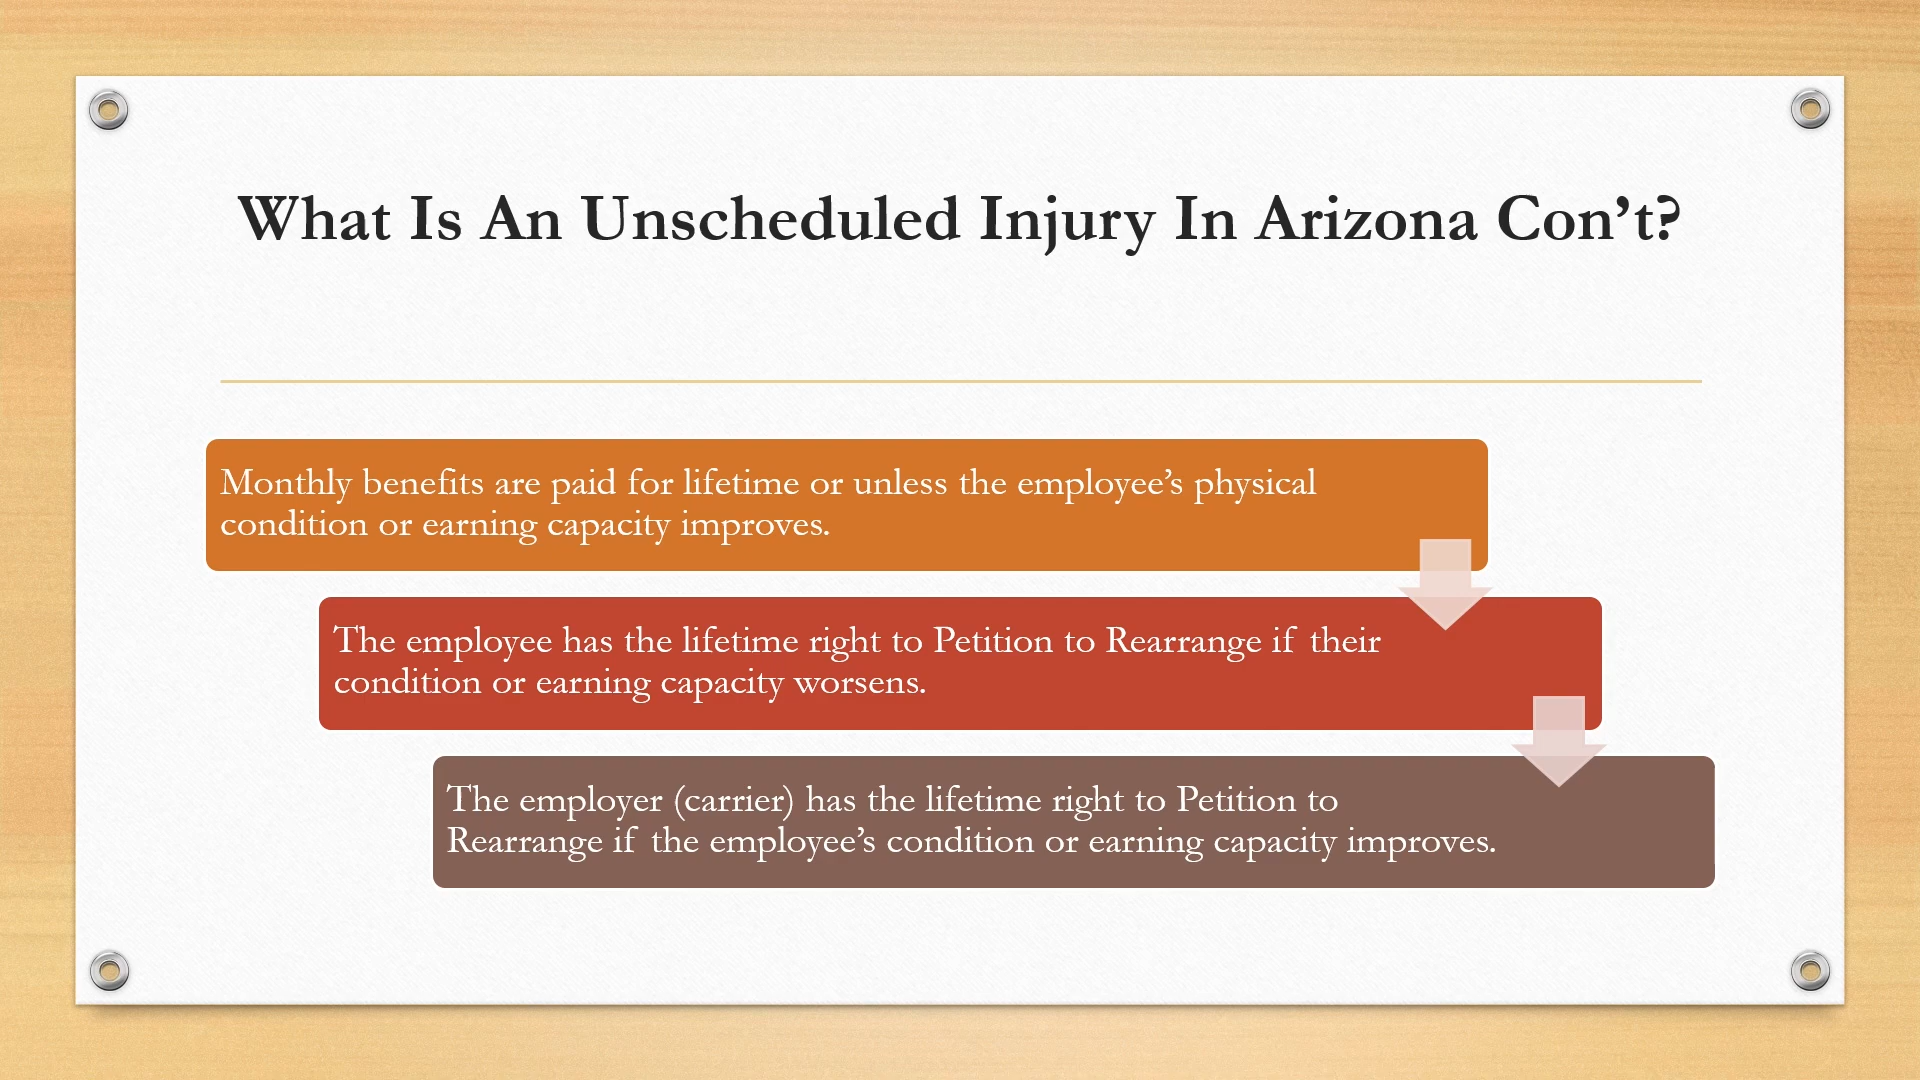 What Is An Unscheduled Injury In Arizona Con’t?
Monthly benefits are paid for lifetime or unless the employee’s physical
condition or earning capacity improves.
The employee has the lifetime right to Petition to Rearrange if their
condition or earning capacity worsens.
The employer (carrier) has the lifetime right to Petition to
Rearrange if the employee’s condition or earning capacity improves.